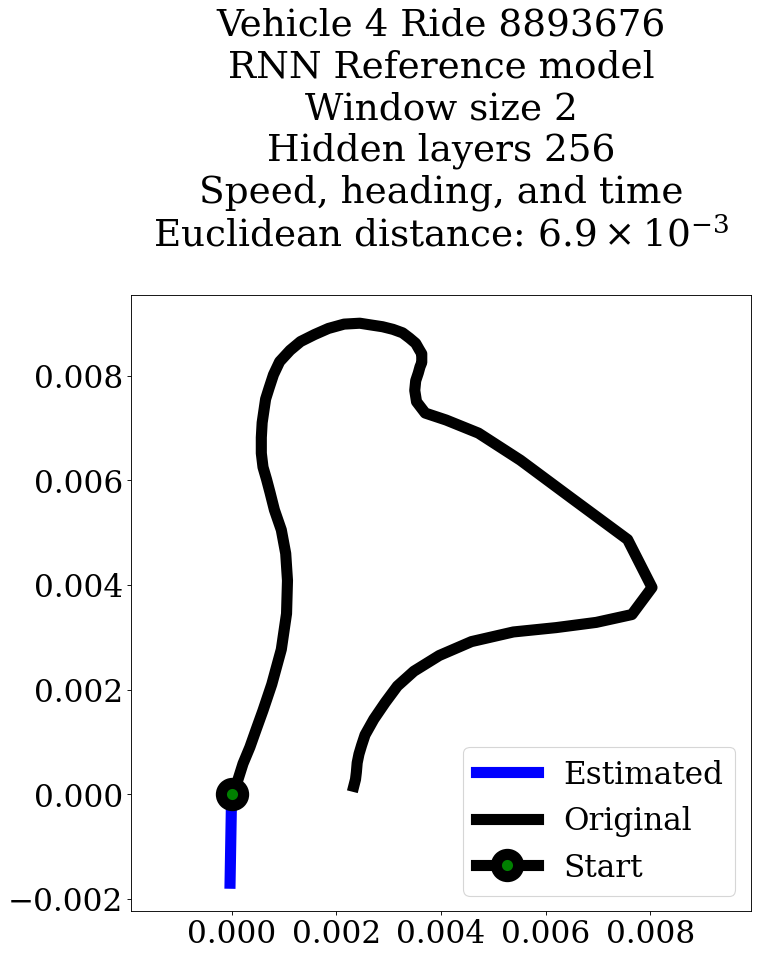 Vehicle 4 Ride 8893676
RNN Reference model
Window size 2
Hidden layers 256
Speed, heading, and time
Euclidean distance: 6.9 × 10⁻³
0.008
0.006
0.004
0.002
0.000
−0.002
Estimated
Original
Start
0.000 0.002 0.004 0.006 0.008